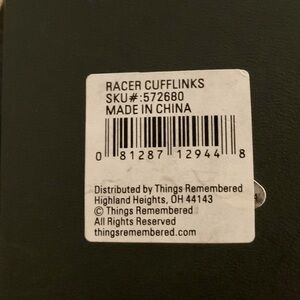 RACER CUFFLINKS
SKU#:572680
MADE IN CHINA
0 81287 12944 8
Distributed by Things Remembered
Highland Heights, OH 44143
© Things Remembered
All Rights Reserved
thingsremembered.com